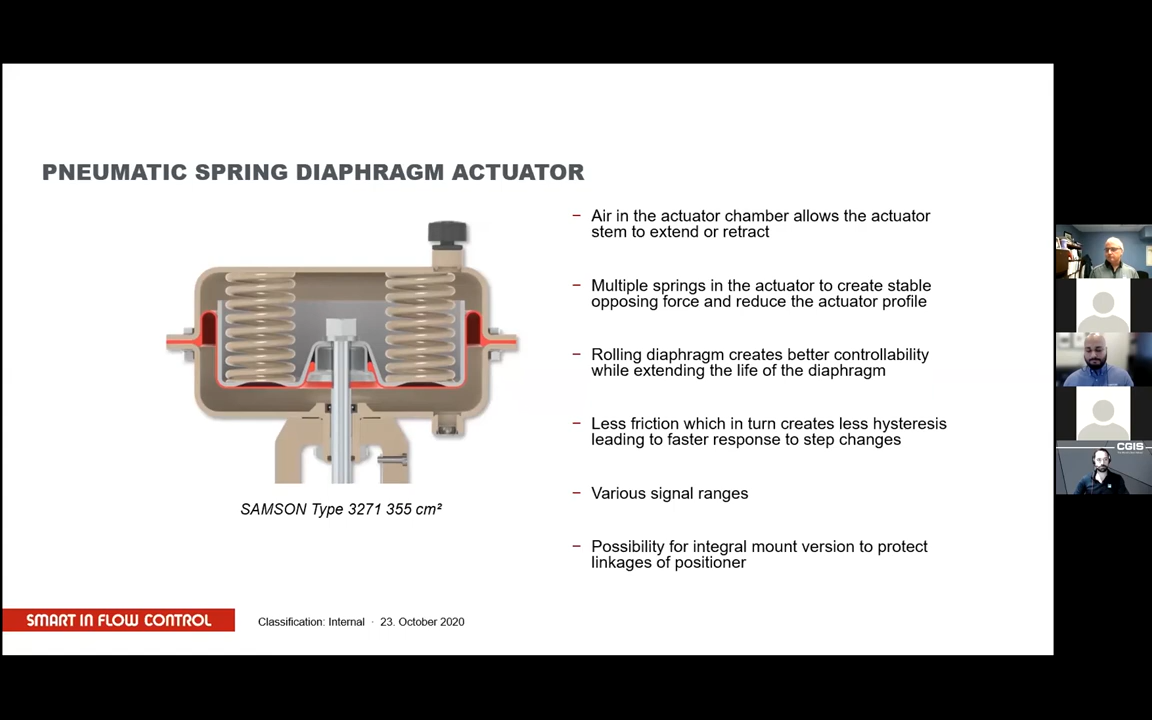 PNEUMATIC SPRING DIAPHRAGM ACTUATOR
– Air in the actuator chamber allows the actuator
stem to extend or retract
– Multiple springs in the actuator to create stable
opposing force and reduce the actuator profile
– Rolling diaphragm creates better controllability
while extending the life of the diaphragm
– Less friction which in turn creates less hysteresis
leading to faster response to step changes
– Various signal ranges
– Possibility for integral mount version to protect
linkages of positioner
SAMSON Type 3271 355 cm²
SMART IN FLOW CONTROL
Classification: Internal · 23. October 2020
CGIS